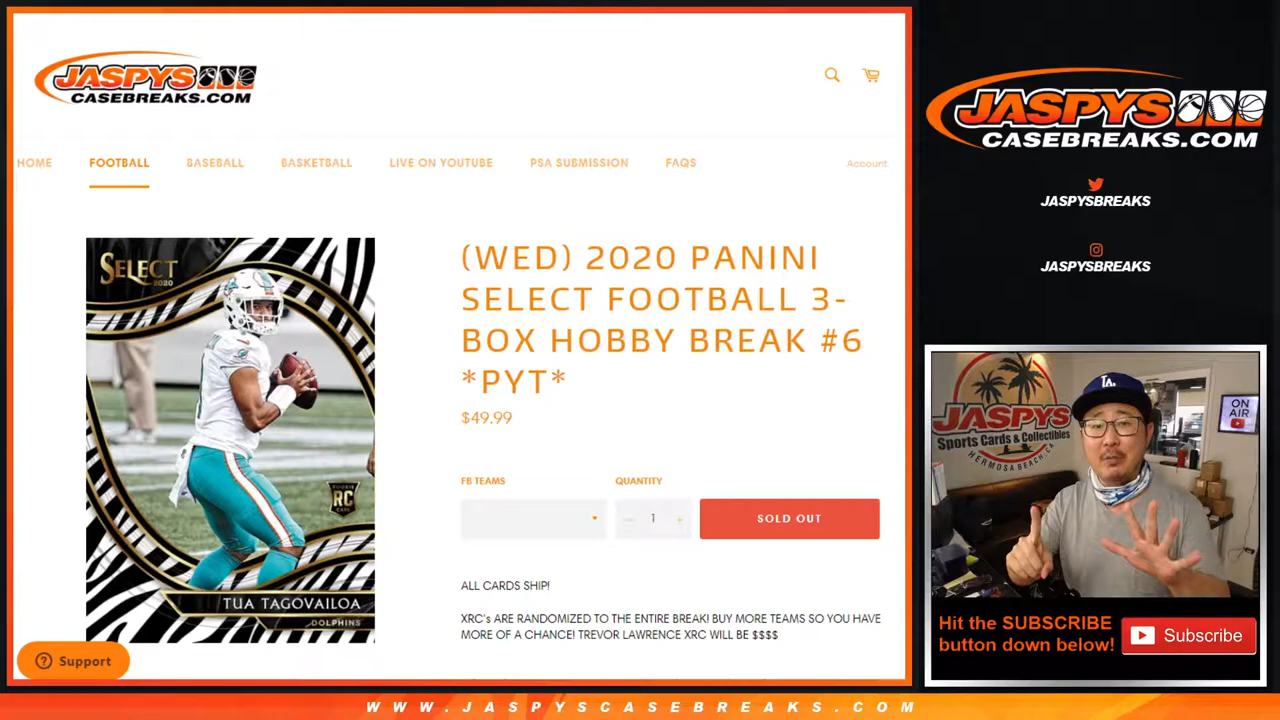 JASPYS
CASEBREAKS.COM
HOME FOOTBALL BASEBALL BASKETBALL LIVE ON YOUTUBE PSA SUBMISSION FAQS Account
SELECT
2020
RC
TUA TAGOVAILOA
DOLPHINS
(WED) 2020 PANINI
SELECT FOOTBALL 3-
BOX HOBBY BREAK #6
*PYT*
$49.99
FB TEAMS QUANTITY
1 SOLD OUT
ALL CARDS SHIP!
XRC's ARE RANDOMIZED TO THE ENTIRE BREAK! BUY MORE TEAMS SO YOU HAVE
MORE OF A CHANCE! TREVOR LAWRENCE XRC WILL BE $$$$
Support
JASPYS
CASEBREAKS.COM
JASPYSBREAKS
JASPYSBREAKS
JASPYS
Sports Cards & Collectibles
HERMOSA BEACH, CA
LA
ON
AIR
Hit the SUBSCRIBE
button down below!
Subscribe
WWW.JASPYSCASEBREAKS.COM